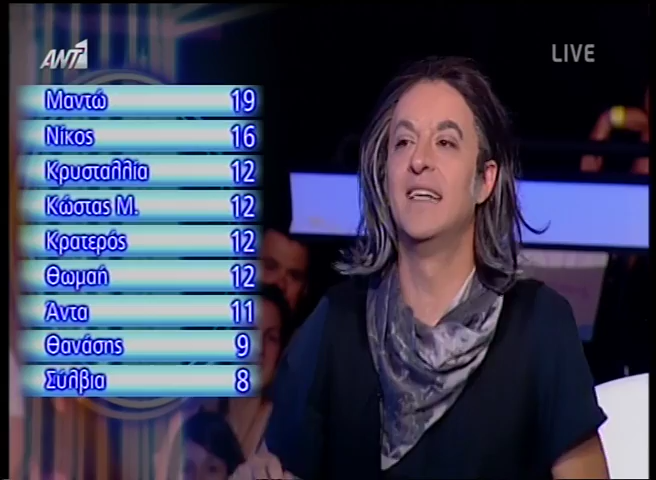 ANT1
LIVE
Μαντώ 19
Νίκος 16
Κρυσταλλία 12
Κώστας Μ. 12
Κρατερός 12
Θωμαή 12
Άντα 11
Θανάσης 9
Σύλβια 8